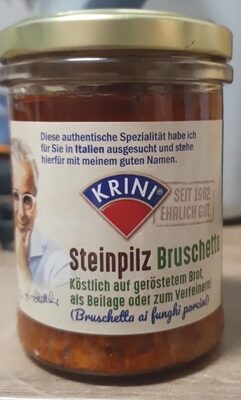 Diese authentische Spezialität habe ich
für Sie in Italien ausgesucht und stehe
hierfür mit meinem guten Namen.
KRINI®
SEIT 1662
EHRLICH GUT.
Steinpilz Bruschetta
Köstlich auf geröstetem Brot,
als Beilage oder zum Verfeinern!
(Bruschetta ai funghi porcini)